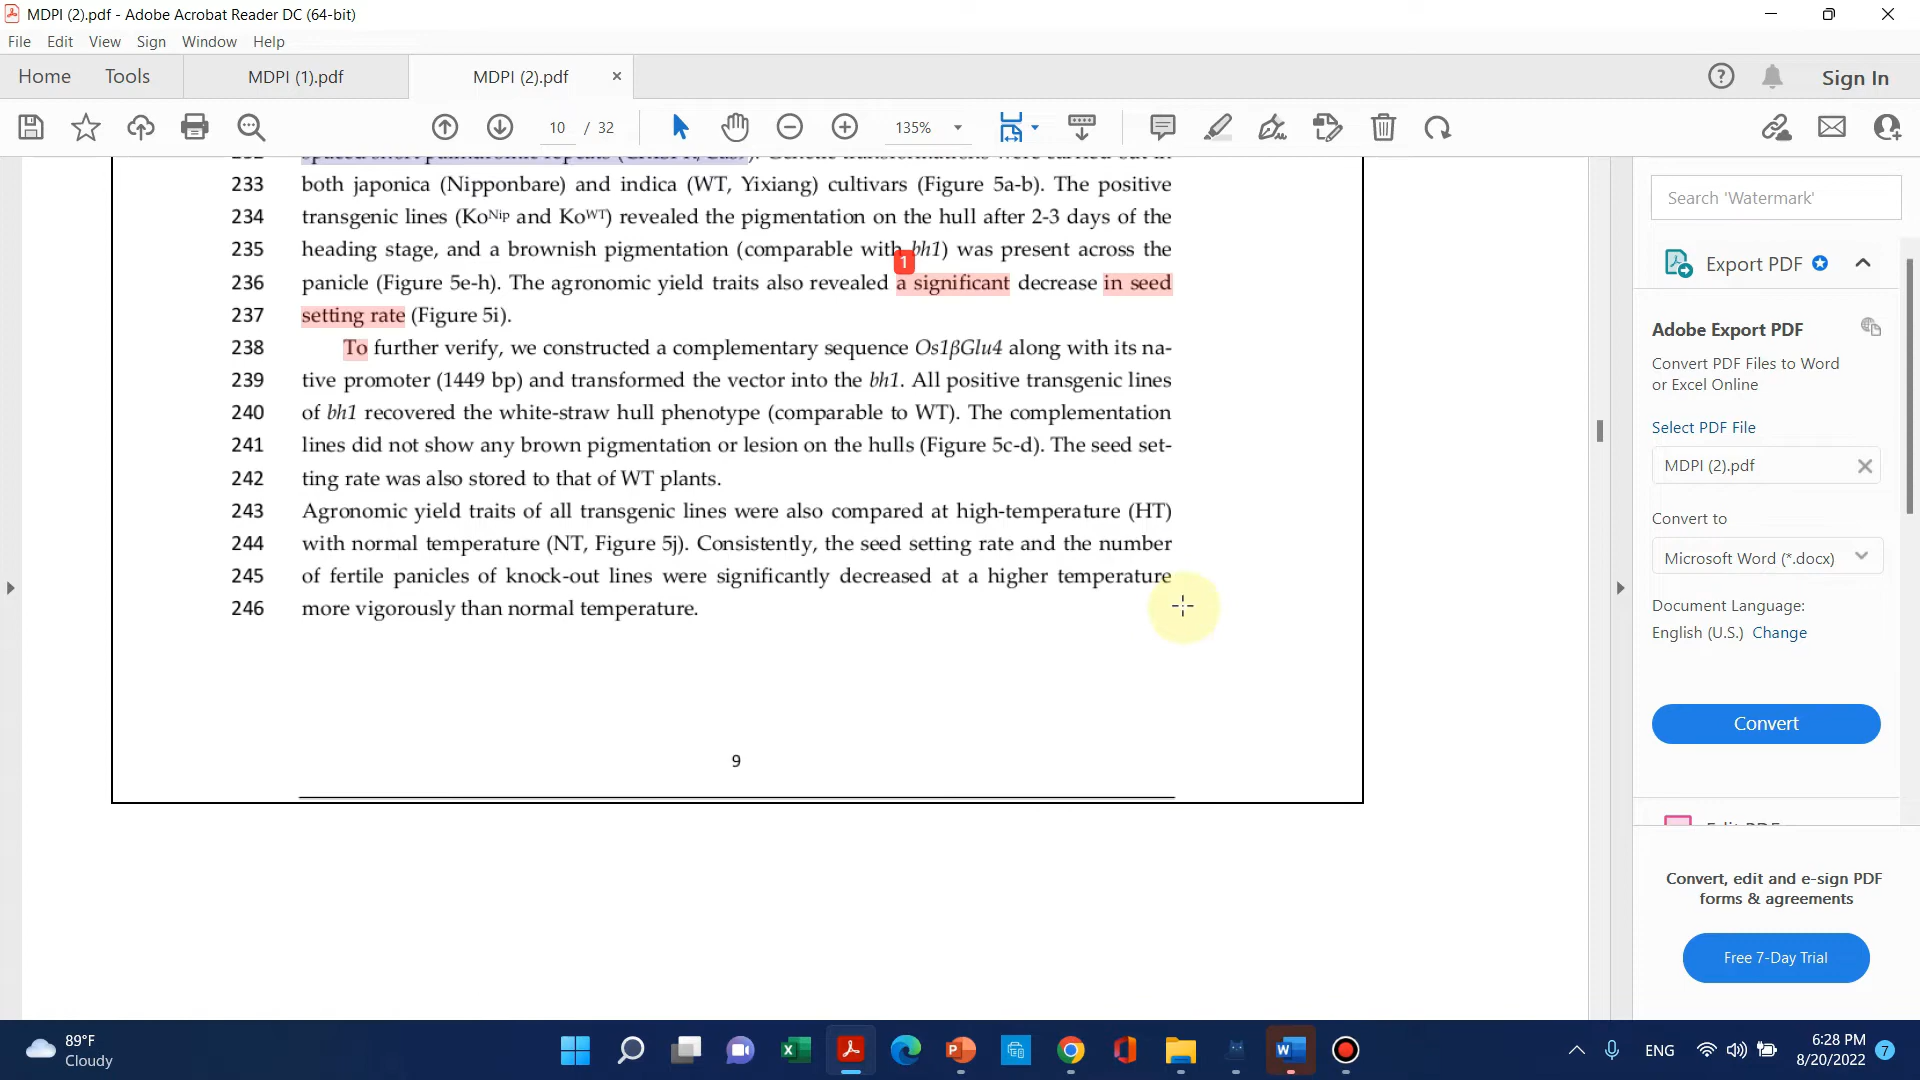 MDPI (2).pdf - Adobe Acrobat Reader DC (64-bit)
File Edit View Sign Window Help
Home Tools MDPI (1).pdf MDPI (2).pdf × Sign In
10 / 32 135%
233 both japonica (Nipponbare) and indica (WT, Yixiang) cultivars (Figure 5a-b). The positive
234 transgenic lines (KoNip and KoWT) revealed the pigmentation on the hull after 2-3 days of the
235 heading stage, and a brownish pigmentation (comparable with bh1) was present across the
1
236 panicle (Figure 5e-h). The agronomic yield traits also revealed a significant decrease in seed
237 setting rate (Figure 5i).
238 To further verify, we constructed a complementary sequence Os1βGlu4 along with its na-
239 tive promoter (1449 bp) and transformed the vector into the bh1. All positive transgenic lines
240 of bh1 recovered the white-straw hull phenotype (comparable to WT). The complementation
241 lines did not show any brown pigmentation or lesion on the hulls (Figure 5c-d). The seed set-
242 ting rate was also stored to that of WT plants.
243 Agronomic yield traits of all transgenic lines were also compared at high-temperature (HT)
244 with normal temperature (NT, Figure 5j). Consistently, the seed setting rate and the number
245 of fertile panicles of knock-out lines were significantly decreased at a higher temperature
246 more vigorously than normal temperature.
9
Search 'Watermark'
Export PDF
Adobe Export PDF
Convert PDF Files to Word
or Excel Online
Select PDF File
MDPI (2).pdf
Convert to
Microsoft Word (*.docx)
Document Language:
English (U.S.) Change
Convert
Convert, edit and e-sign PDF
forms & agreements
Free 7-Day Trial
89°F
Cloudy
ENG
6:28 PM
8/20/2022
7